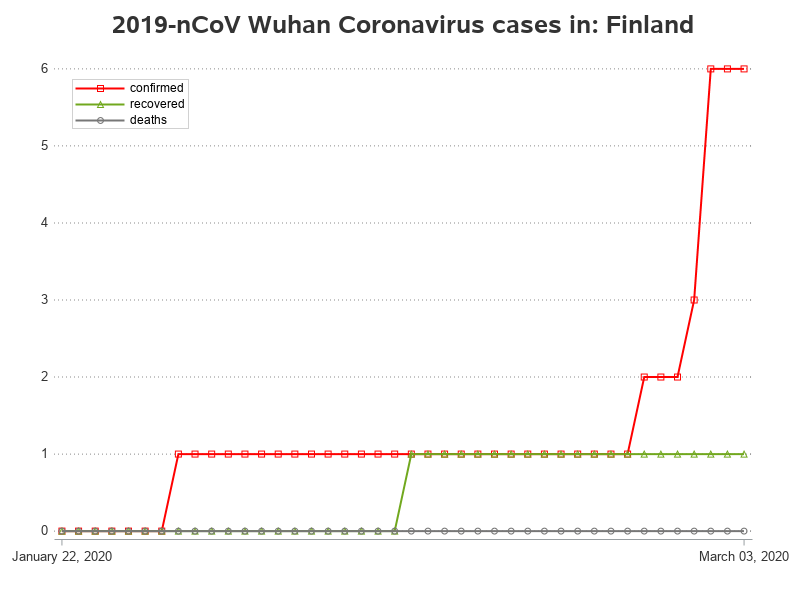 2019-nCoV Wuhan Coronavirus cases in: Finland
6
confirmed
recovered
deaths
5
4
3
2
1
0
January 22, 2020
March 03, 2020